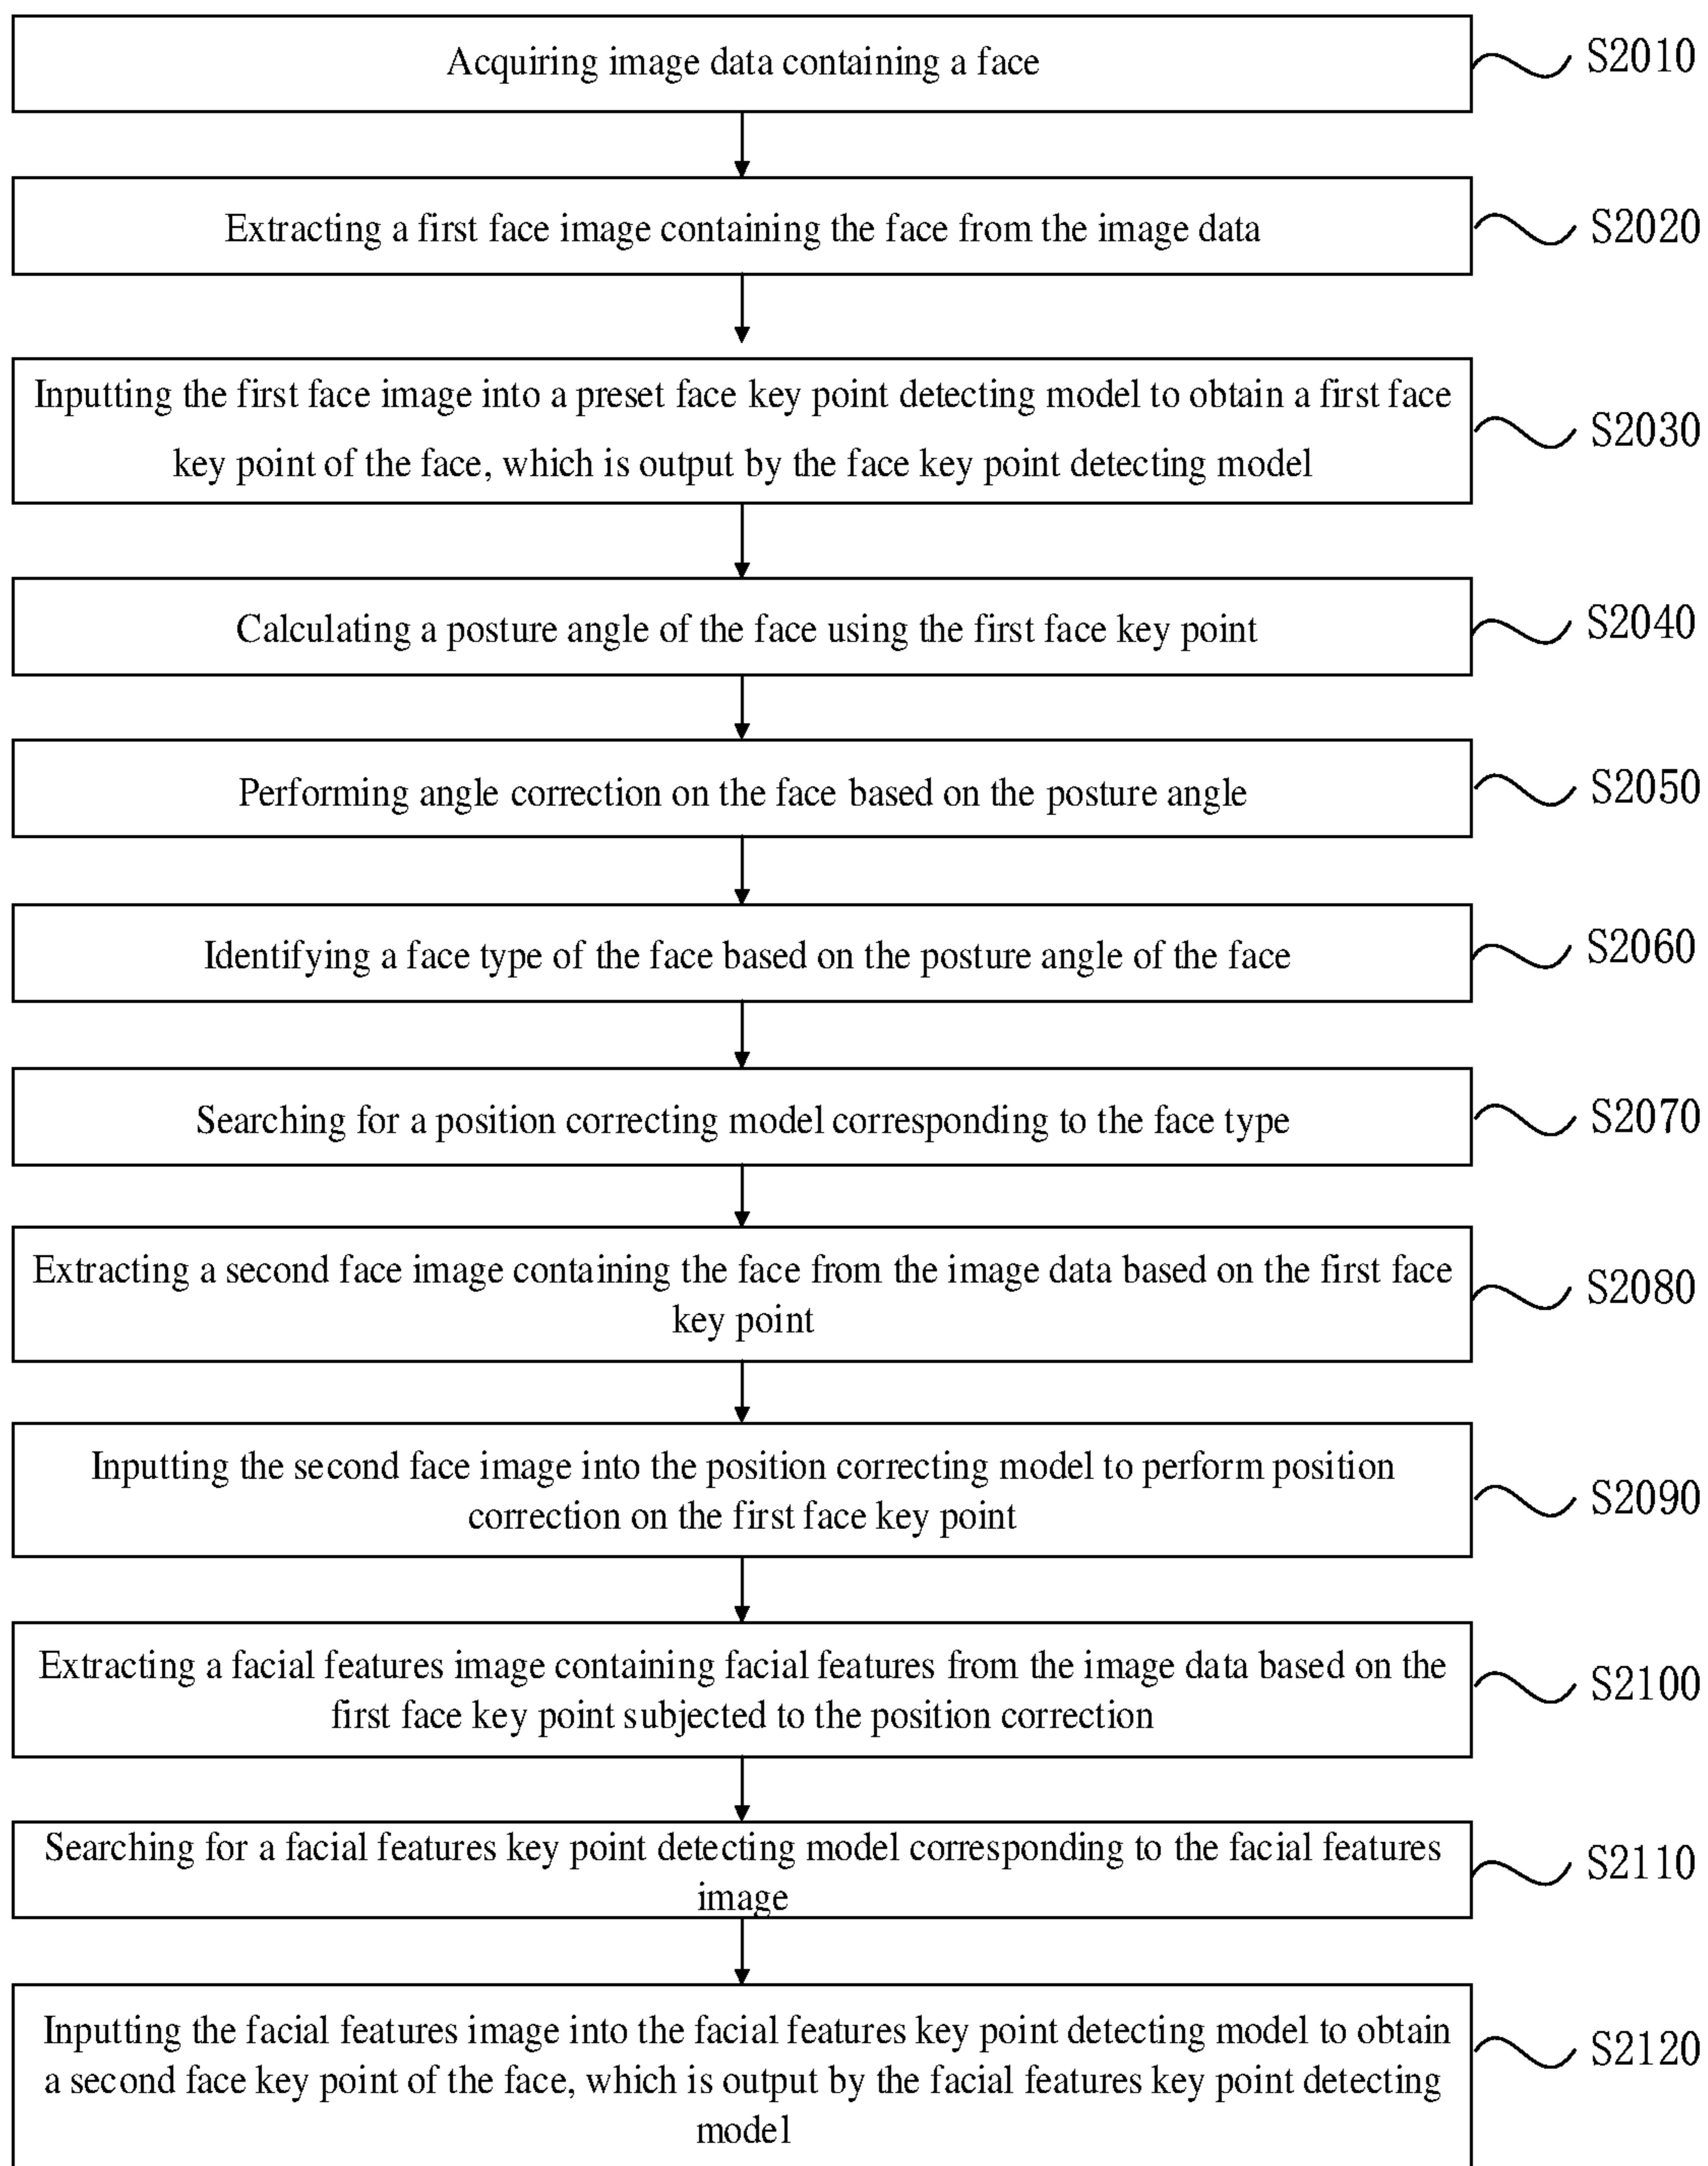 Acquiring image data containing a face
S2010
Extracting a first face image containing the face from the image data
S2020
Inputting the first face image into a preset face key point detecting model to obtain a first face
key point of the face, which is output by the face key point detecting model
S2030
Calculating a posture angle of the face using the first face key point
S2040
Performing angle correction on the face based on the posture angle
S2050
Identifying a face type of the face based on the posture angle of the face
S2060
Searching for a position correcting model corresponding to the face type
S2070
Extracting a second face image containing the face from the image data based on the first face
key point
S2080
Inputting the second face image into the position correcting model to perform position
correction on the first face key point
S2090
Extracting a facial features image containing facial features from the image data based on the
first face key point subjected to the position correction
S2100
Searching for a facial features key point detecting model corresponding to the facial features
image
S2110
Inputting the facial features image into the facial features key point detecting model to obtain
a second face key point of the face, which is output by the facial features key point detecting
model
S2120